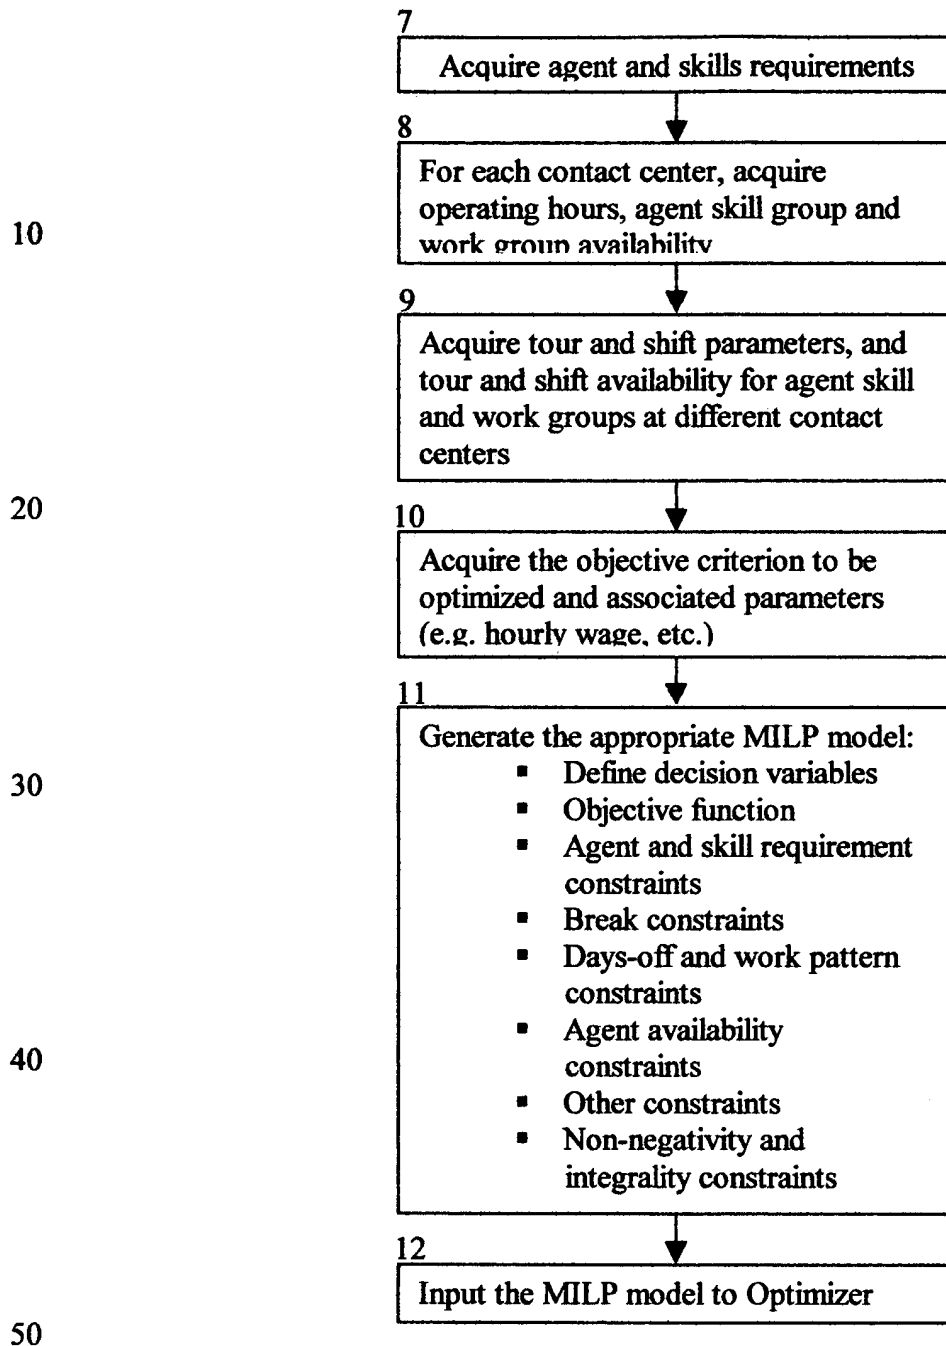 7
Acquire agent and skills requirements
8
For each contact center, acquire
operating hours, agent skill group and
work group availability
10
9
Acquire tour and shift parameters, and
tour and shift availability for agent skill
and work groups at different contact
centers
20
10
Acquire the objective criterion to be
optimized and associated parameters
(e.g. hourly wage, etc.)
11
Generate the appropriate MILP model:
▪ Define decision variables
30
▪ Objective function
▪ Agent and skill requirement
constraints
▪ Break constraints
▪ Days-off and work pattern
constraints
▪ Agent availability
40
constraints
▪ Other constraints
▪ Non-negativity and
integrality constraints
12
Input the MILP model to Optimizer
50